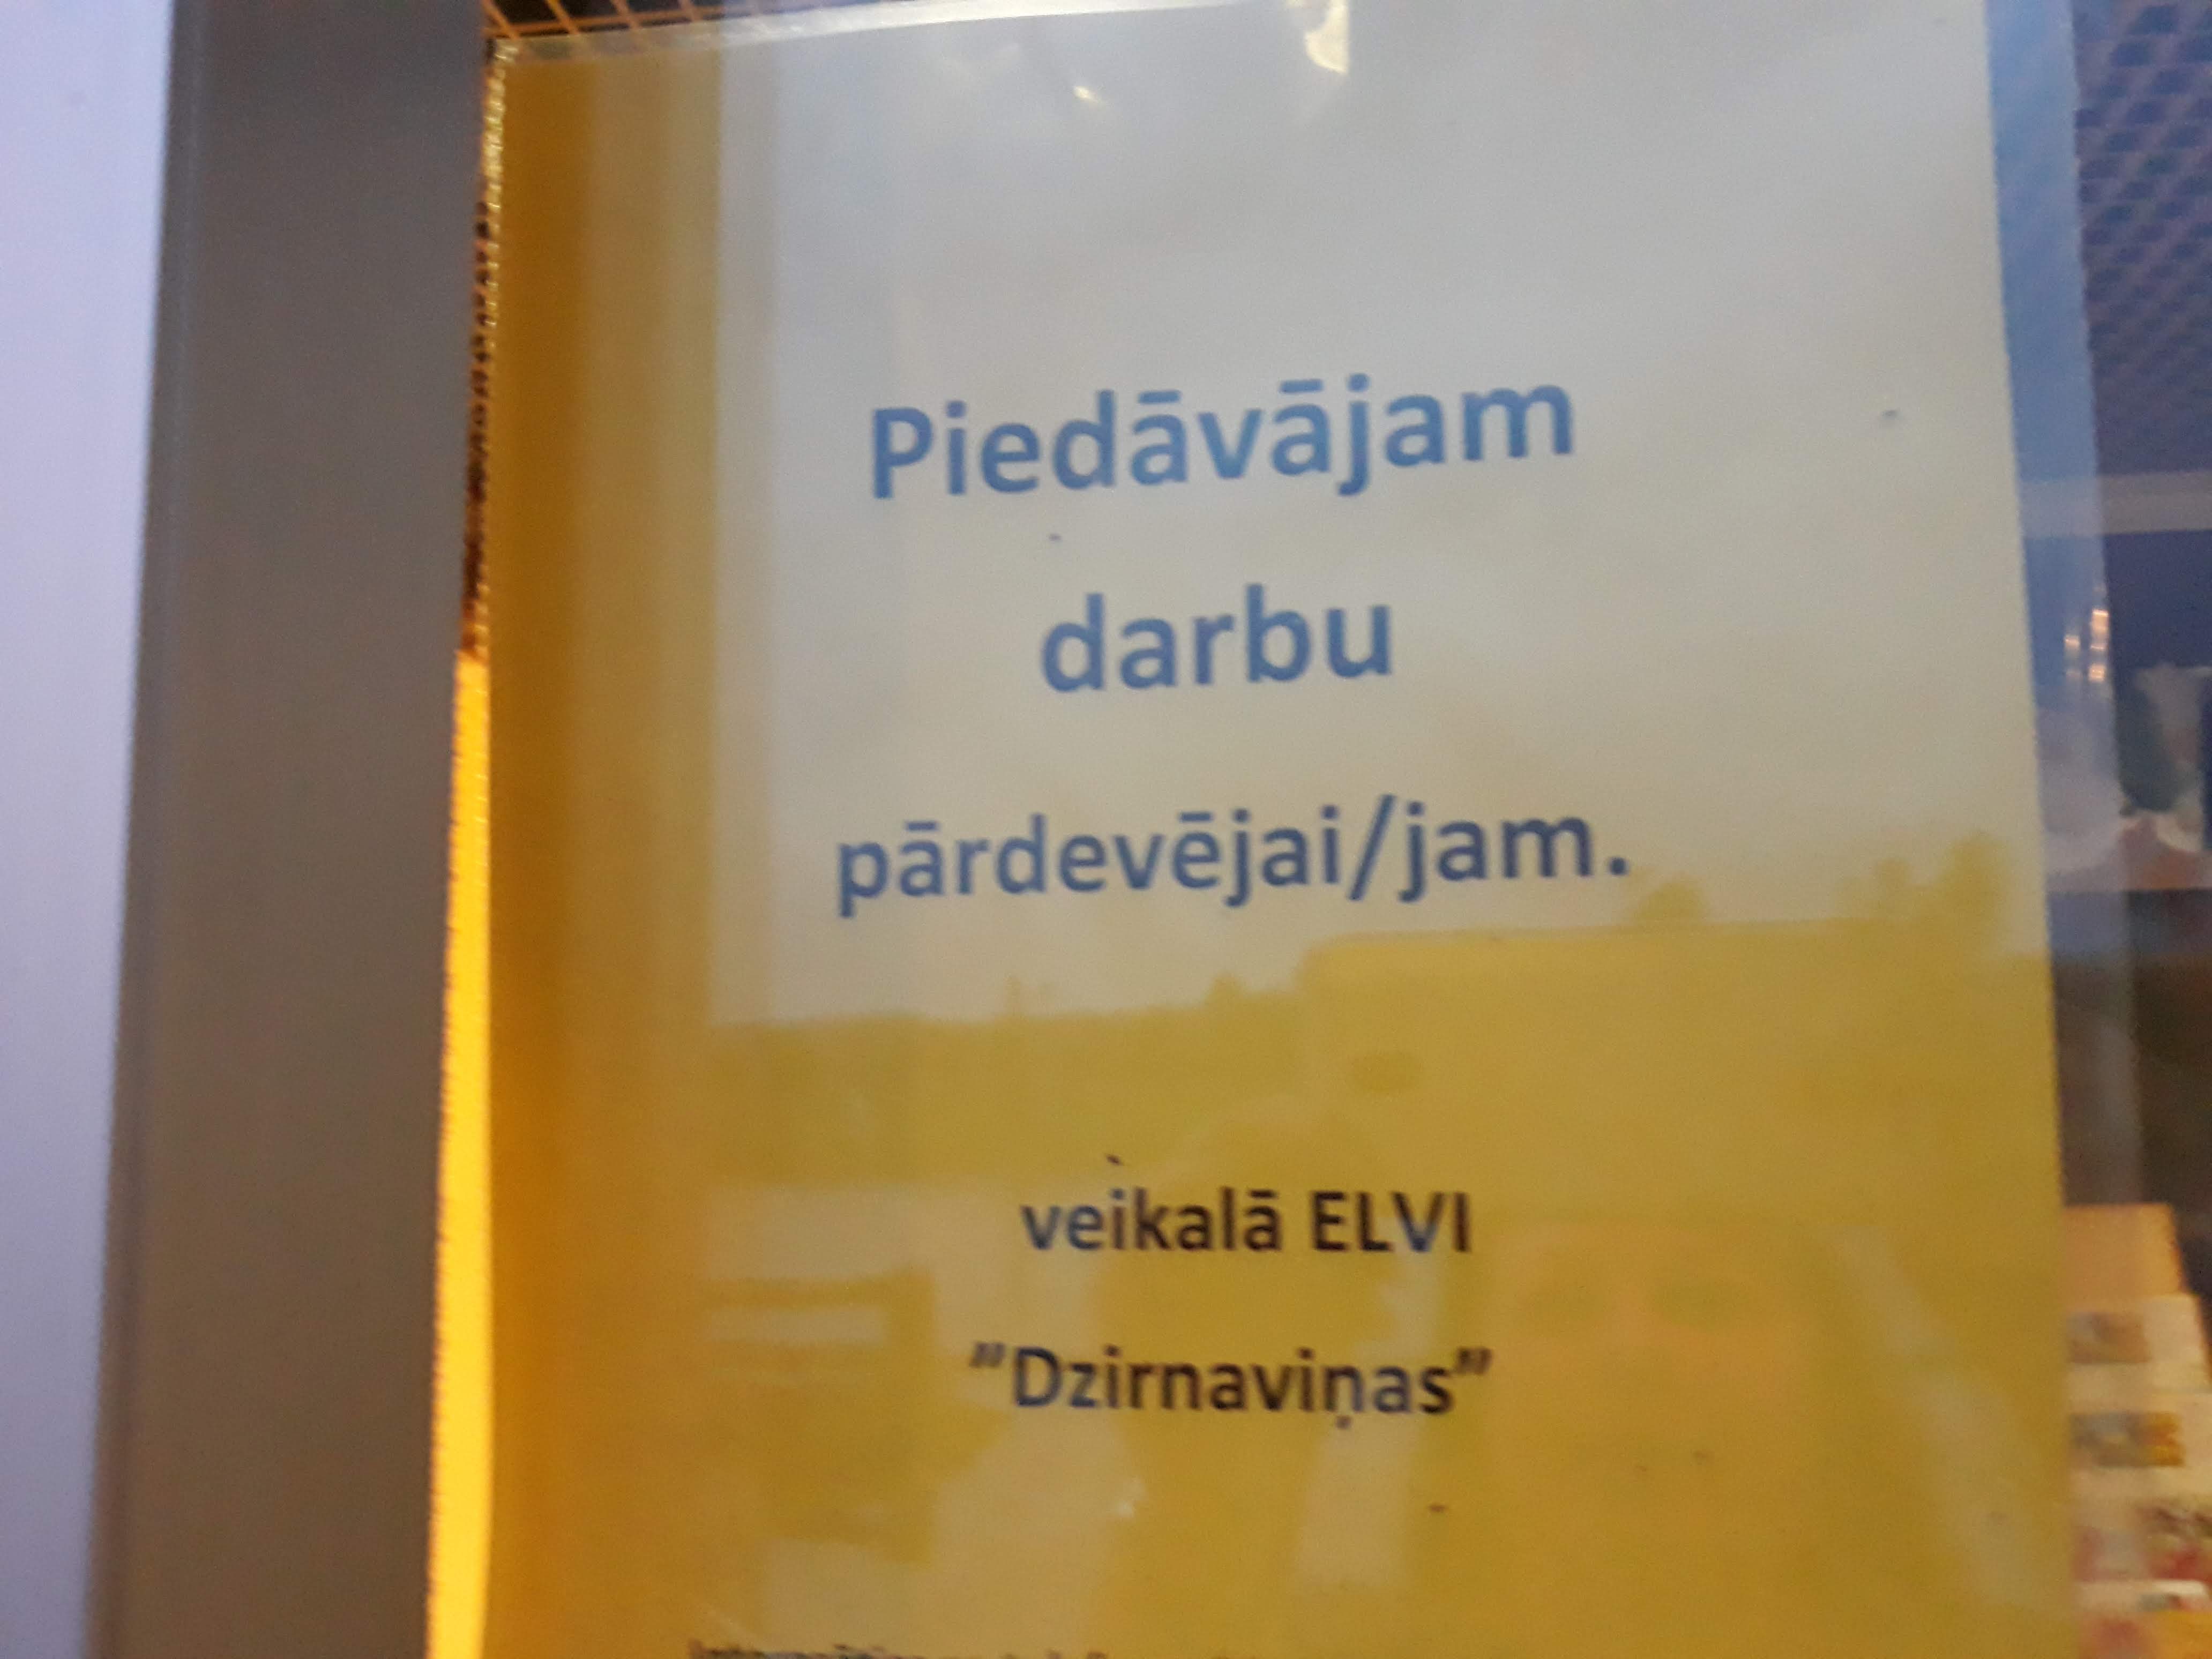 Piedāvājam
darbu
pārdevējai/jam.
veikalā ELVI
"Dzirnaviņas"